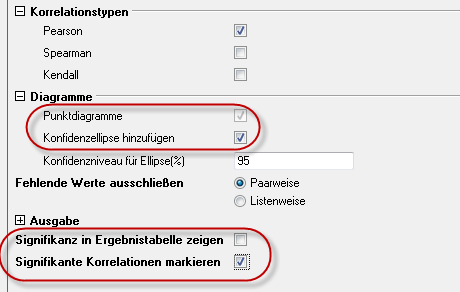 Korrelationstypen
Pearson
Spearman
Kendall
Diagramme
Punktdiagramme
Konfidenzellipse hinzufügen
Konfidenzniveau für Ellipse(%) 95
Fehlende Werte ausschließen Paarweise
Listenweise
Ausgabe
Signifikanz in Ergebnistabelle zeigen
Signifikante Korrelationen markieren